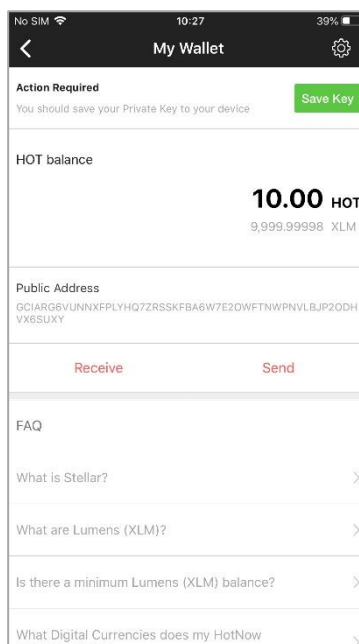 No SIM 10:27 39%
My Wallet
Action Required
You should save your Private Key to your device
Save Key
HOT balance
10.00 HOT
9,999.99998 XLM
Public Address
GCIARG6VUNNXFPLYHQ7ZRSSKFBA6W7E2OWFTNWPNVLBJP2ODH
VX6SUXY
Receive Send
FAQ
What is Stellar?
What are Lumens (XLM)?
Is there a minimum Lumens (XLM) balance?
What Digital Currencies does my HotNow